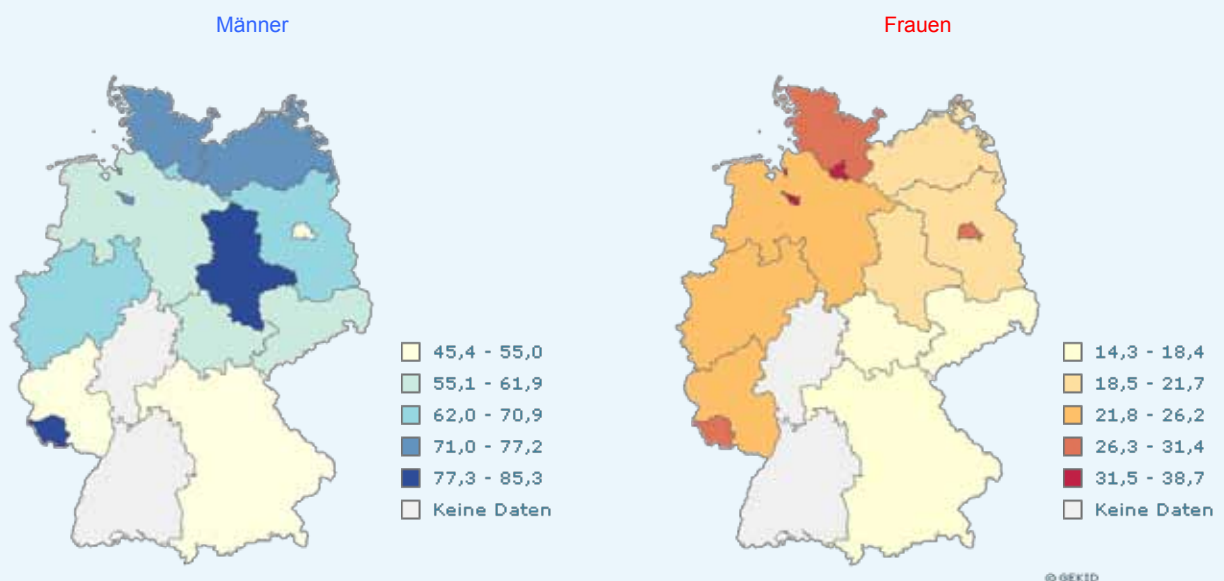 Männer
Frauen
45,4 - 55,0
55,1 - 61,9
62,0 - 70,9
71,0 - 77,2
77,3 - 85,3
Keine Daten
14,3 - 18,4
18,5 - 21,7
21,8 - 26,2
26,3 - 31,4
31,5 - 38,7
Keine Daten
© GEKID